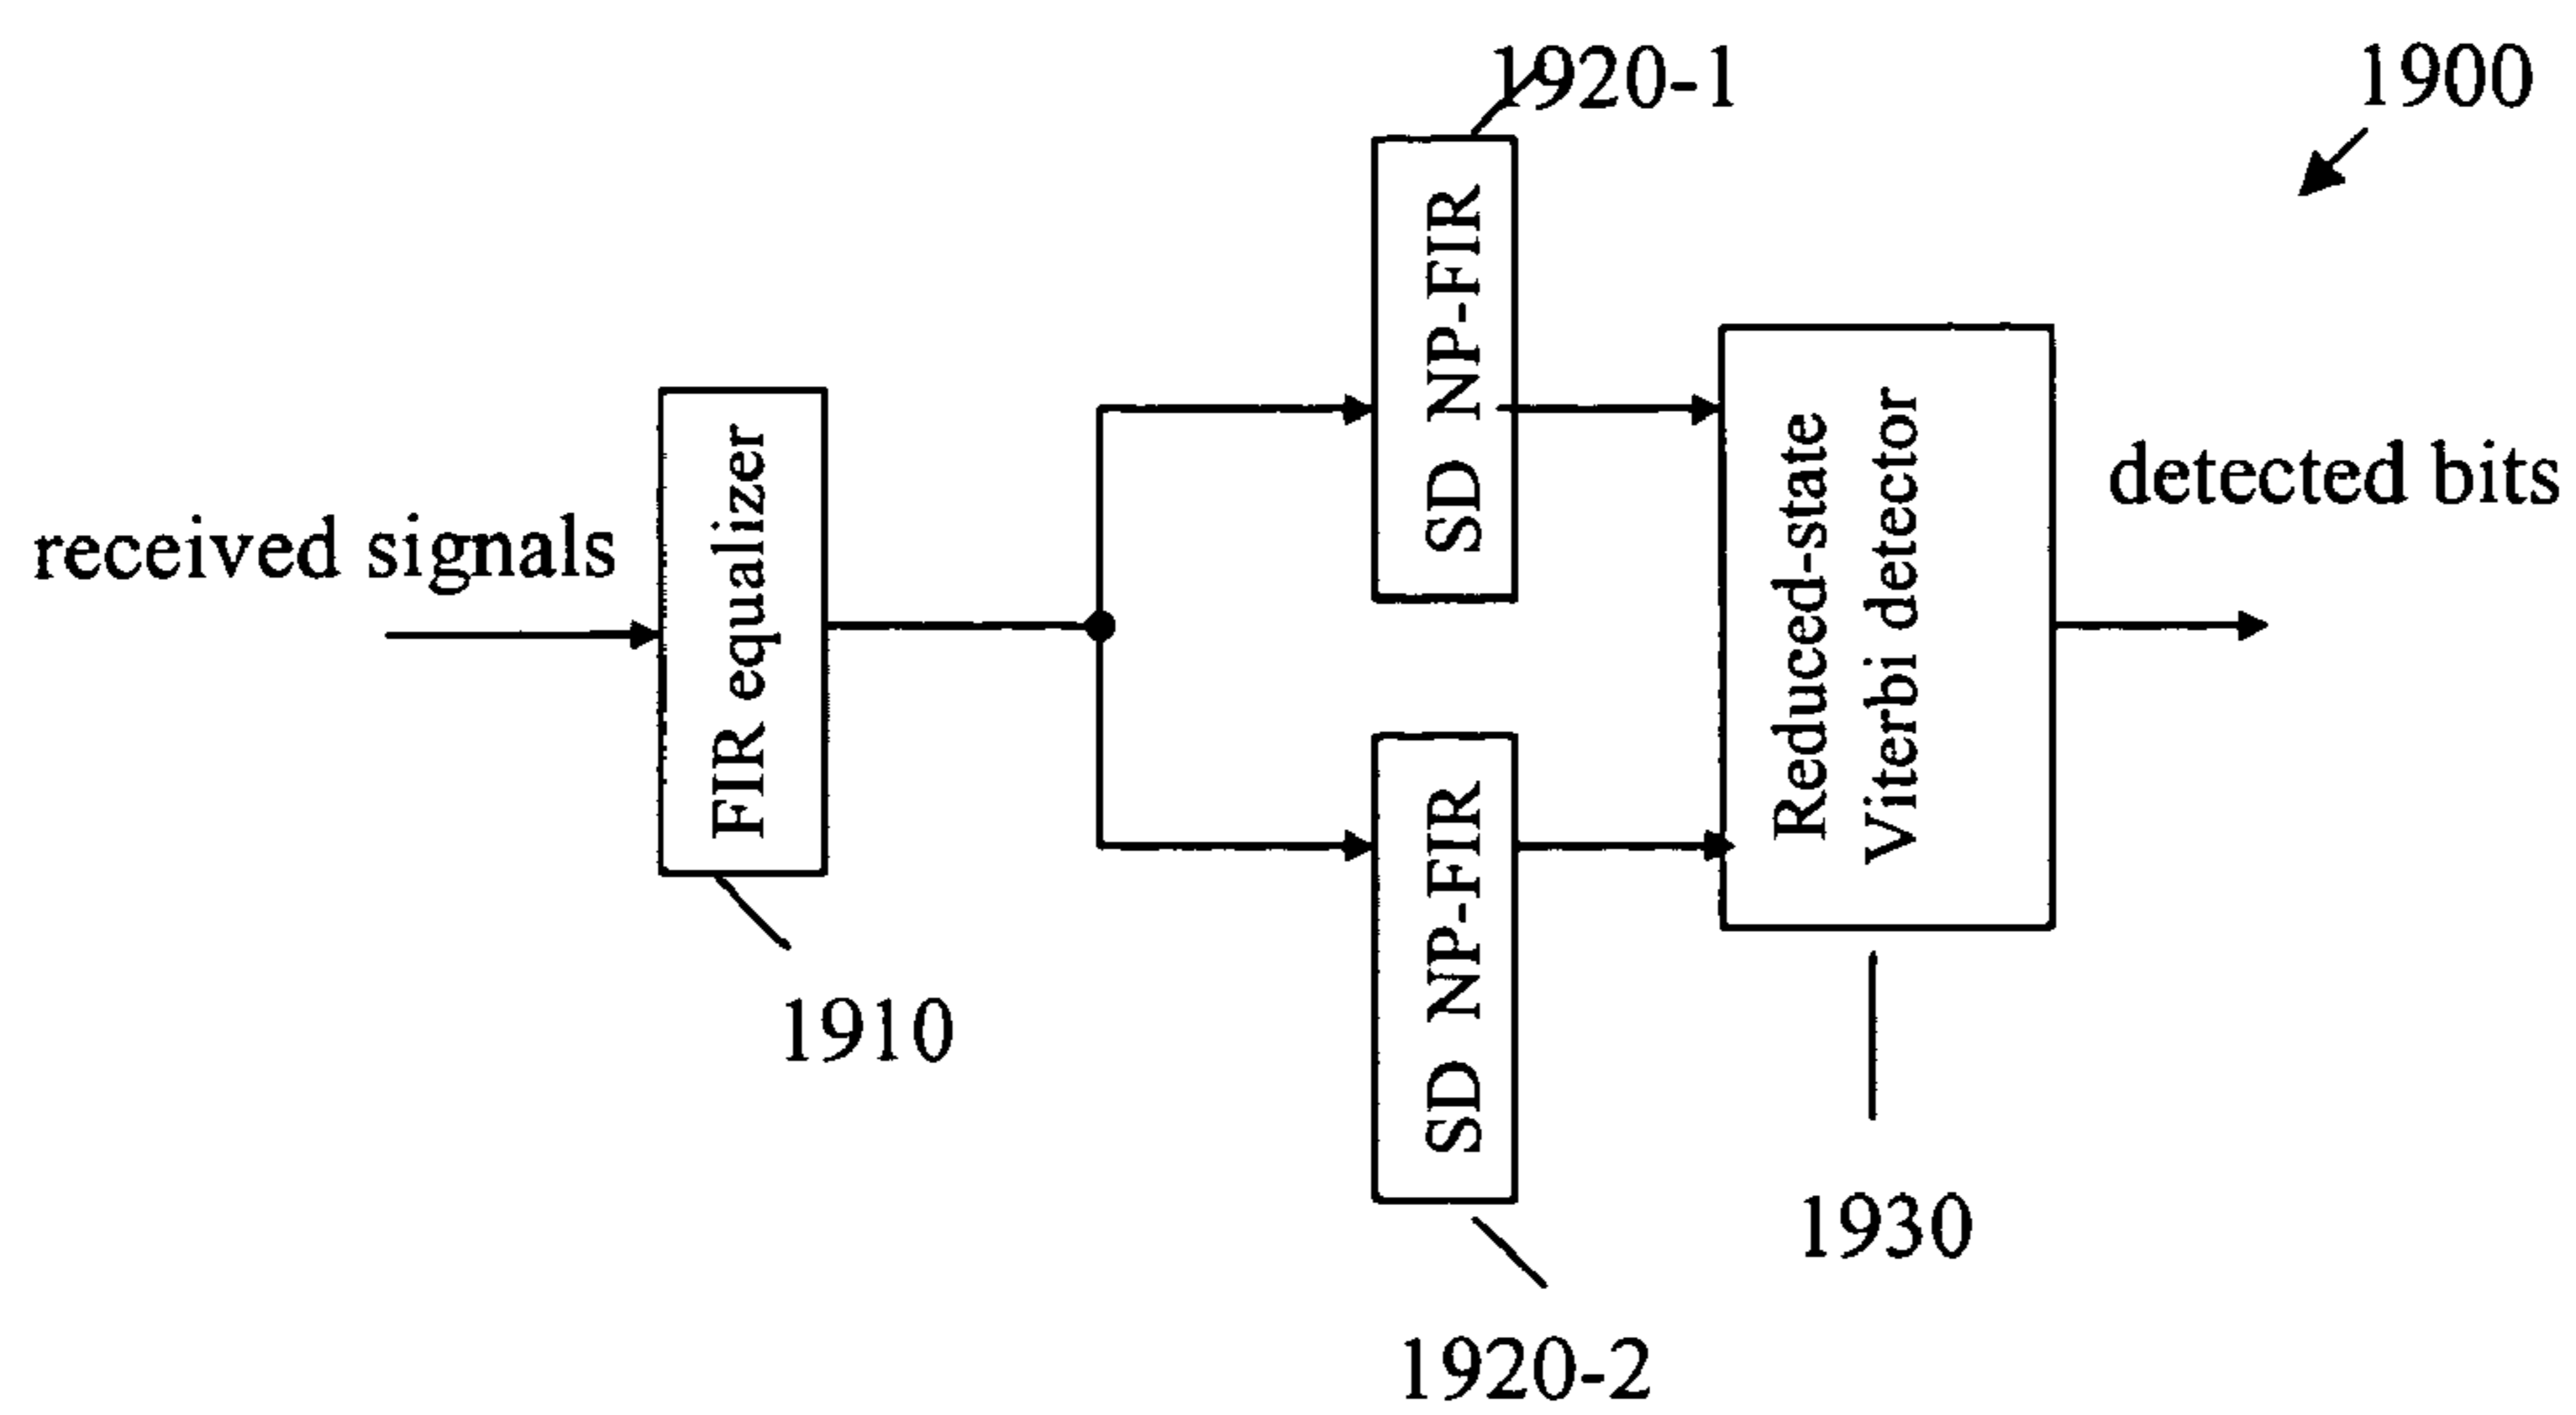 1920-1
1900
SD NP-FIR
received signals
FIR equalizer
Reduced-state
Viterbi detector
detected bits
SD NP-FIR
1910
1930
1920-2